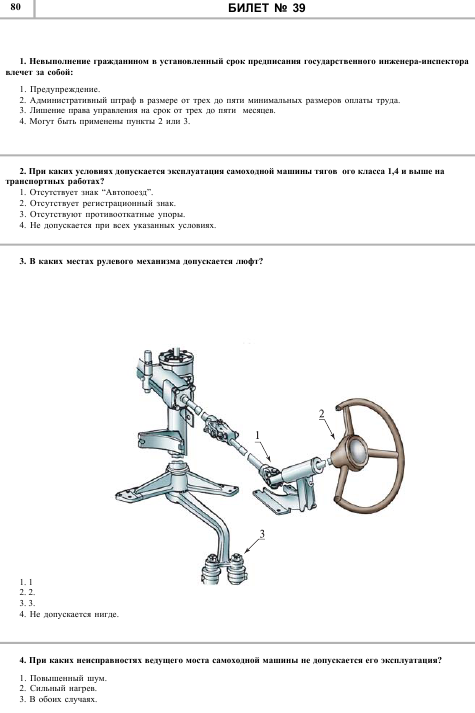 80
БИЛЕТ № 39
1. Невыполнение гражданином в установленный срок предписания государственного инженера-инспектора
влечет за собой:
1. Предупреждение.
2. Административный штраф в размере от трех до пяти минимальных размеров оплаты труда.
3. Лишение права управления на срок от трех до пяти месяцев.
4. Могут быть применены пункты 2 или 3.
2. При каких условиях допускается эксплуатация самоходной машины тягов ого класса 1,4 и выше на
транспортных работах?
1. Отсутствует знак “Автопоезд”.
2. Отсутствует регистрационный знак.
3. Отсутствуют противооткатные упоры.
4. Не допускается при всех указанных условиях.
3. В каких местах рулевого механизма допускается люфт?
2
1
3
1. 1
2. 2.
3. 3.
4. Не допускается нигде.
4. При каких неисправностях ведущего моста самоходной машины не допускается его эксплуатация?
1. Повышенный шум.
2. Сильный нагрев.
3. В обоих случаях.